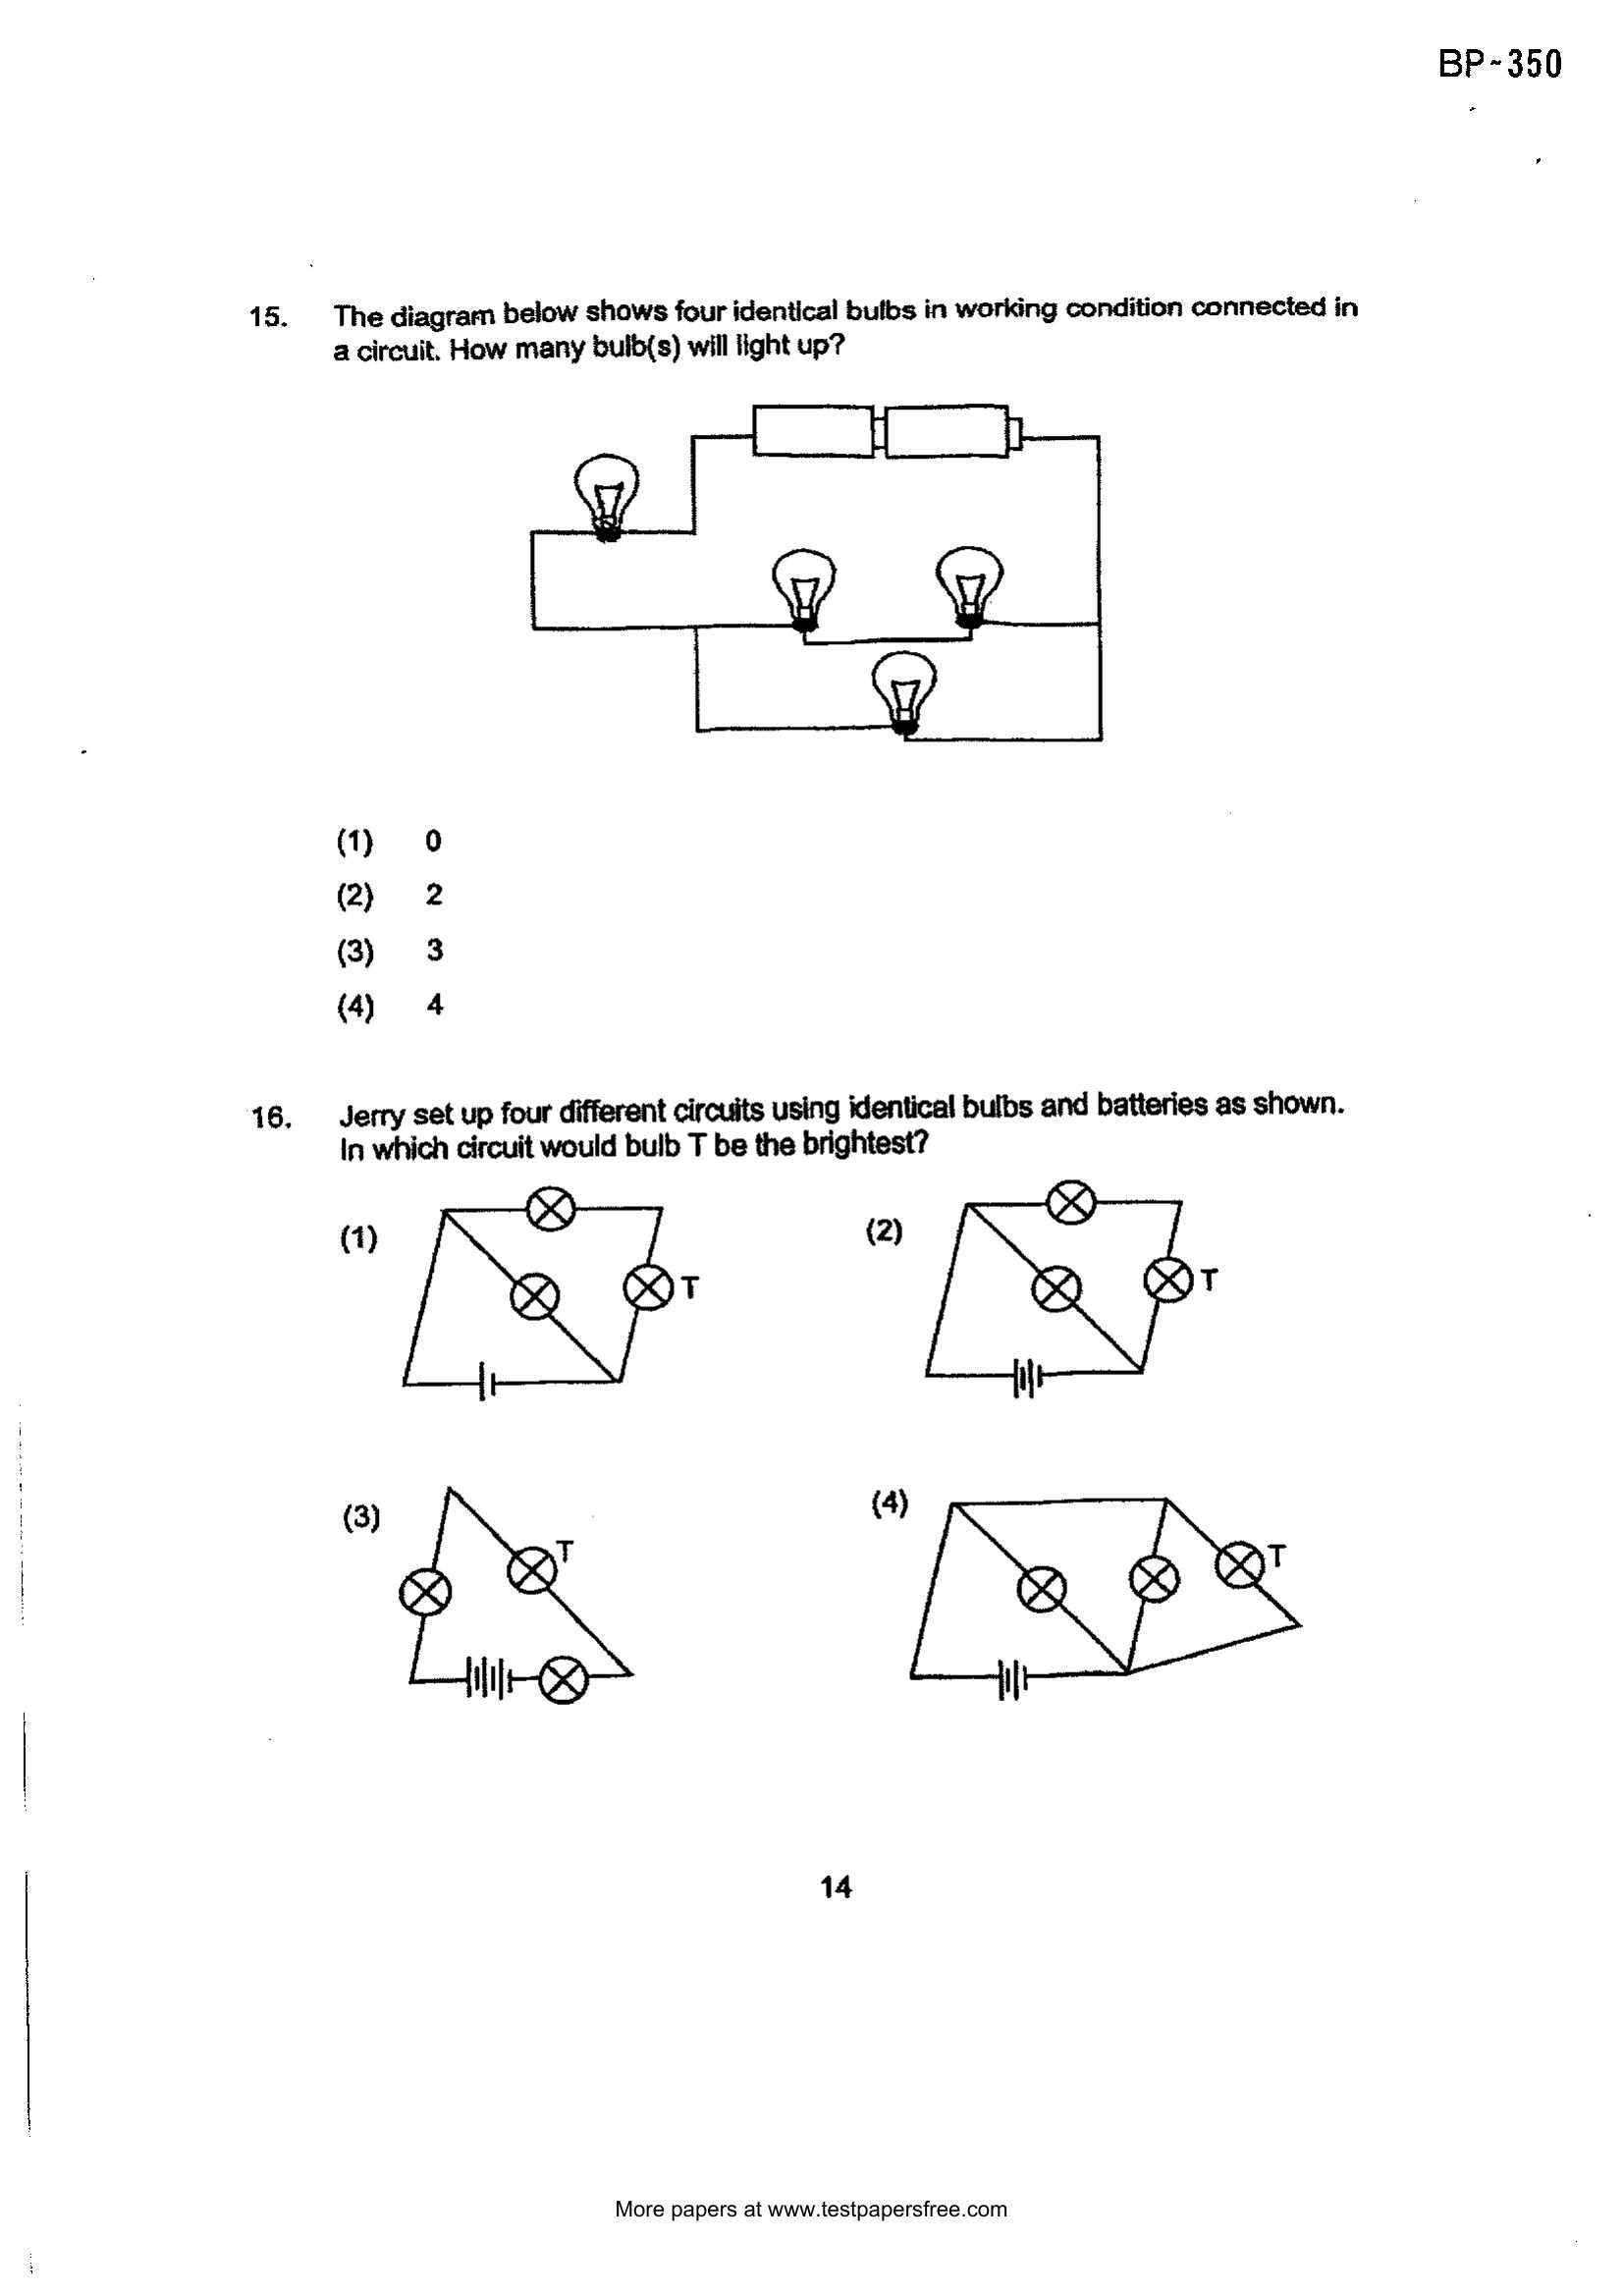 BP~350
15. The diagram below shows four identical bulbs in working condition connected in
a circuit. How many bulb(s) will light up?
(1) 0
(2) 2
(3) 3
(4) 4
16. Jerry set up four different circuits using identical bulbs and batteries as shown.
In which circuit would bulb T be the brightest?
(1) T
(2) T
(3) T
(4) T
14
More papers at www.testpapersfree.com